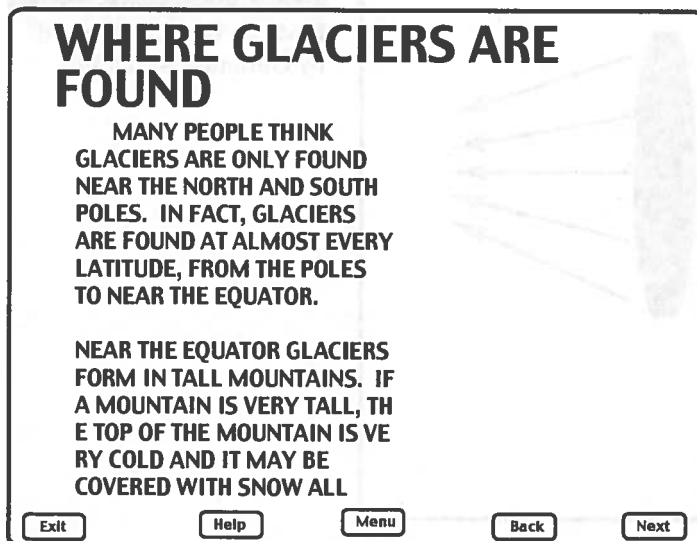 WHERE GLACIERS ARE
FOUND
MANY PEOPLE THINK
GLACIERS ARE ONLY FOUND
NEAR THE NORTH AND SOUTH
POLES. IN FACT, GLACIERS
ARE FOUND AT ALMOST EVERY
LATITUDE, FROM THE POLES
TO NEAR THE EQUATOR.
NEAR THE EQUATOR GLACIERS
FORM IN TALL MOUNTAINS. IF
A MOUNTAIN IS VERY TALL, TH
E TOP OF THE MOUNTAIN IS VE
RY COLD AND IT MAY BE
COVERED WITH SNOW ALL
Exit Help Menu Back Next